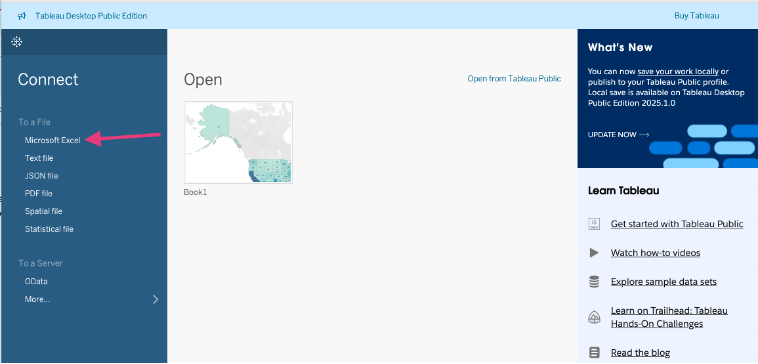 Tableau Desktop Public Edition
Buy Tableau
Connect
To a File
Microsoft Excel
Text file
JSON file
PDF file
Spatial file
Statistical file
To a Server
OData
More...
Open
Open from Tableau Public
Book1
What's New
You can now save your work locally or
publish to your Tableau Public profile.
Local save is available on Tableau Desktop
Public Edition 2025.1.0
UPDATE NOW
Learn Tableau
Get started with Tableau Public
Watch how-to videos
Explore sample data sets
Learn on Trailhead: Tableau
Hands-On Challenges
Read the blog